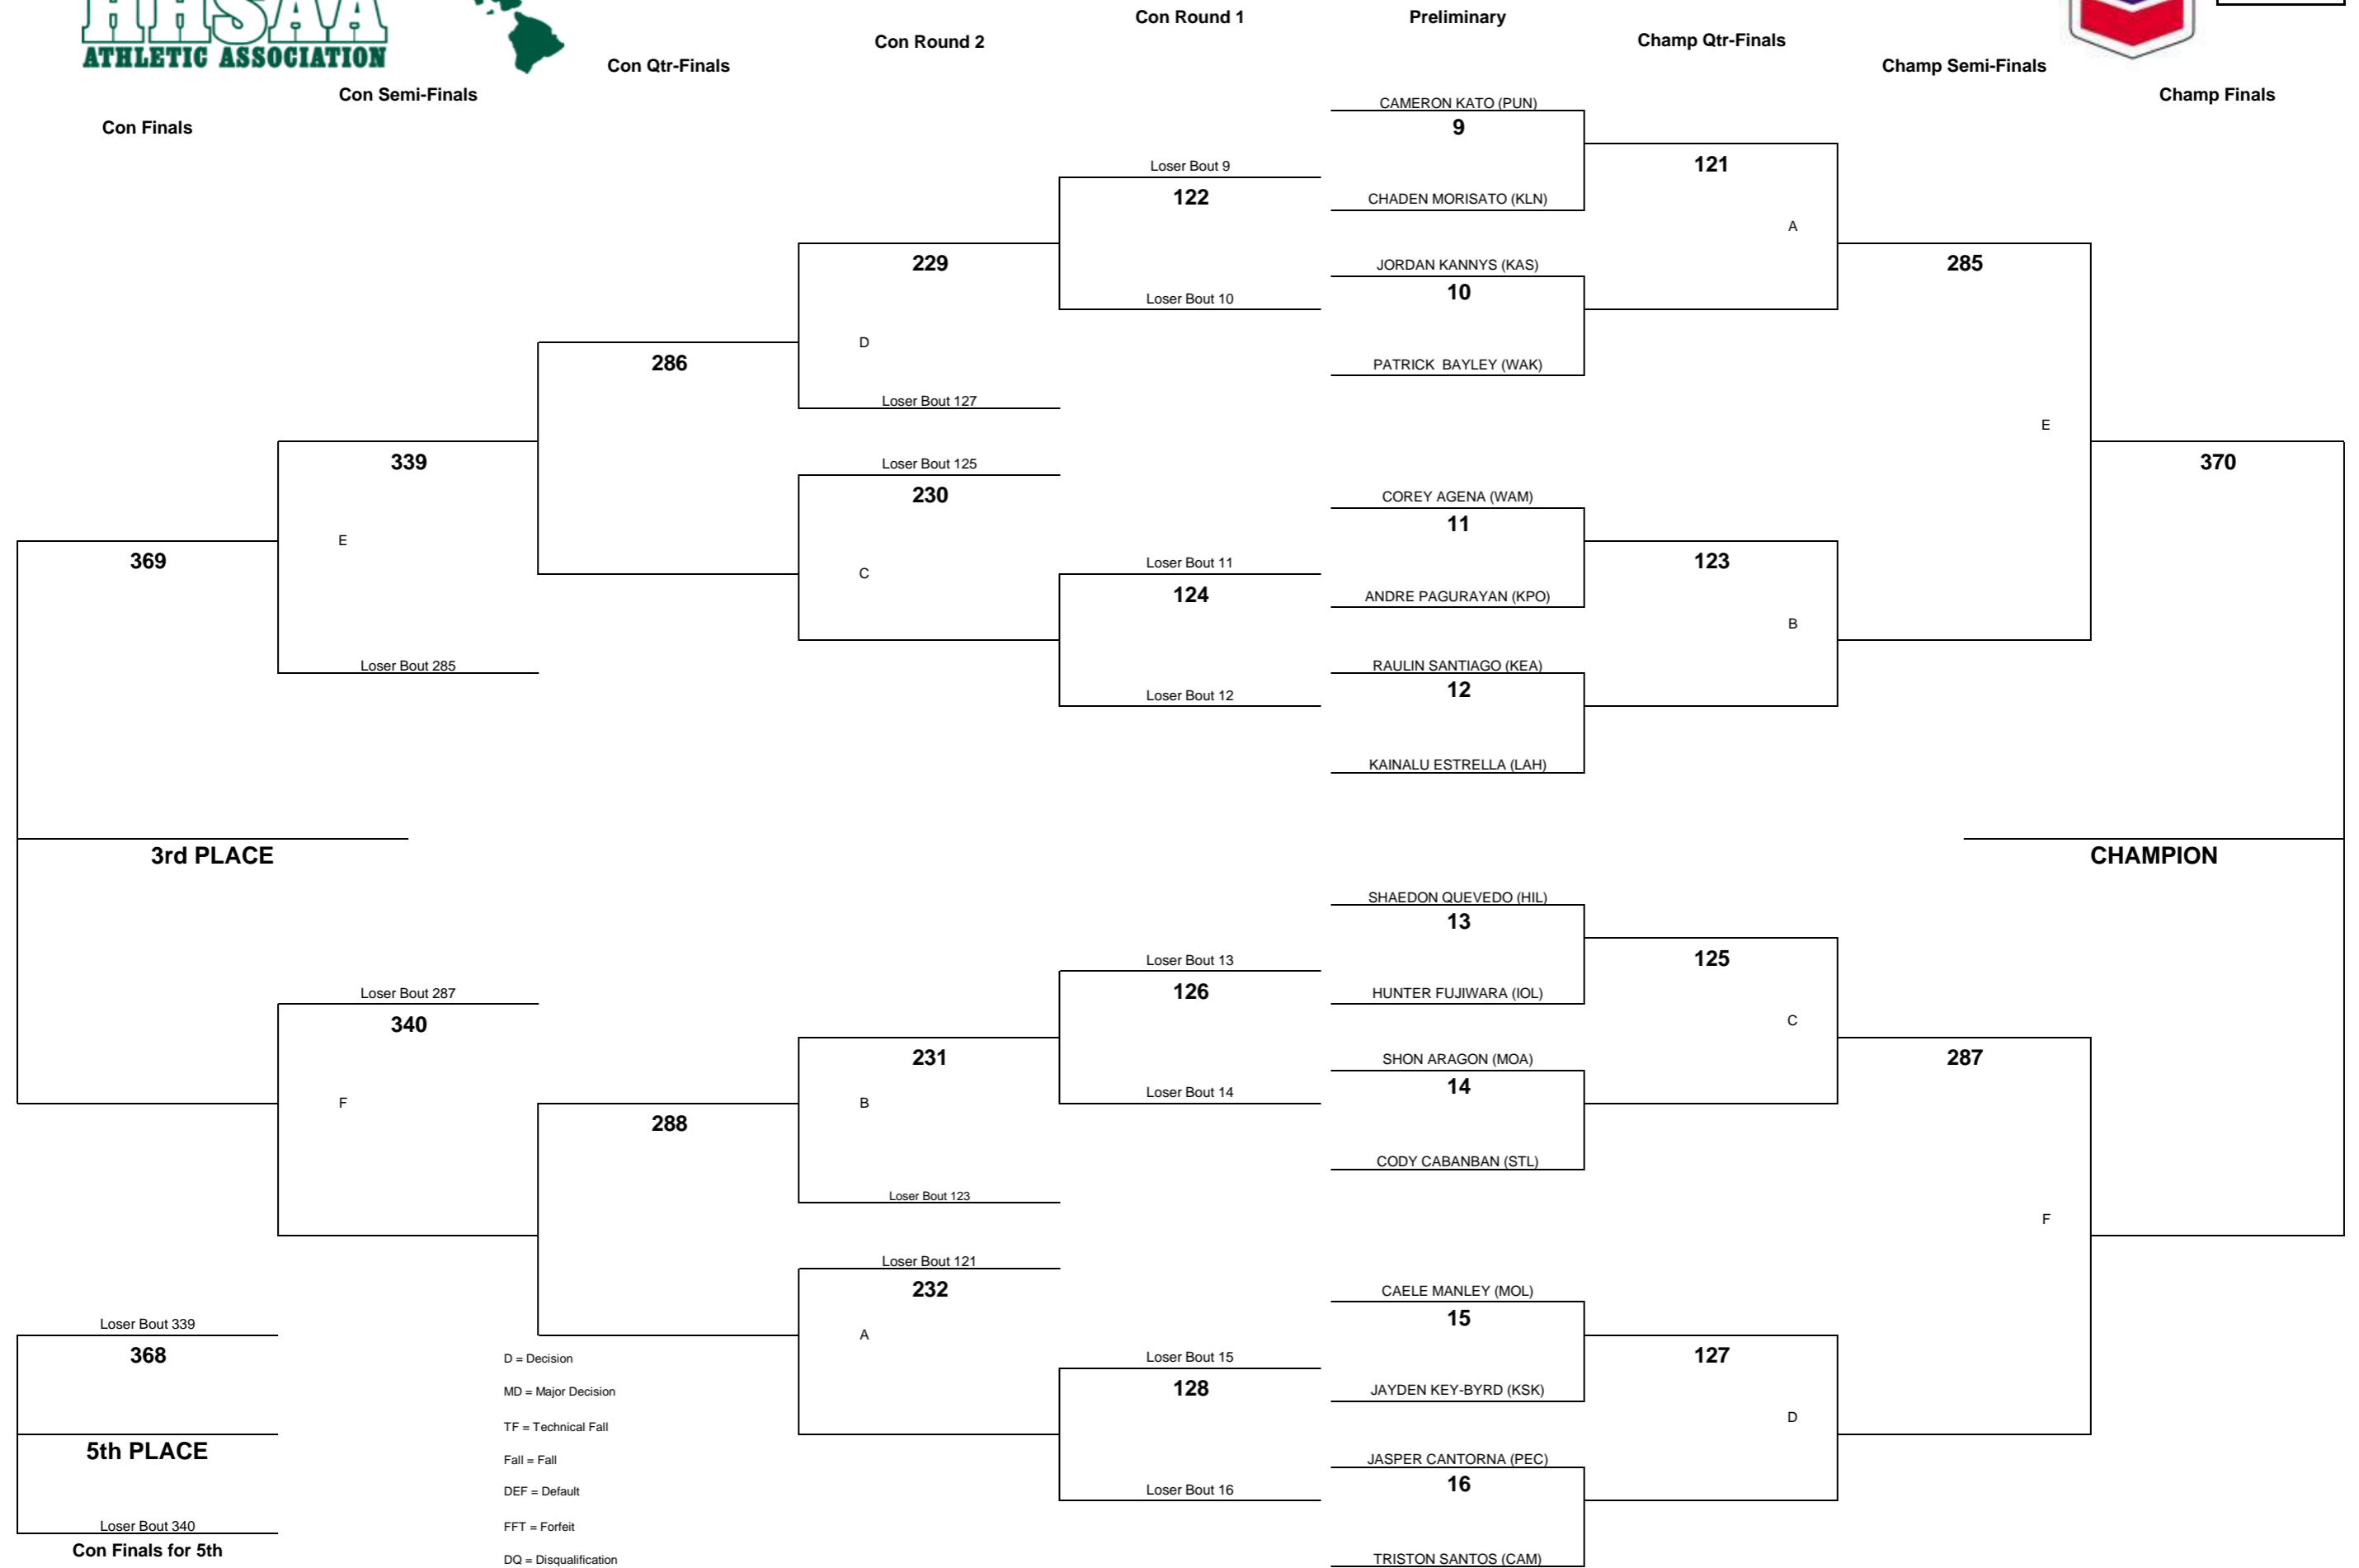 HHSAA
ATHLETIC ASSOCIATION
Con Finals
Con Semi-Finals
Con Qtr-Finals
Con Round 2
Con Round 1
Preliminary
Champ Qtr-Finals
Champ Semi-Finals
Champ Finals
CAMERON KATO (PUN)
9
CHADEN MORISATO (KLN)
JORDAN KANNYS (KAS)
10
PATRICK  BAYLEY (WAK)
COREY AGENA (WAM)
11
ANDRE PAGURAYAN (KPO)
RAULIN SANTIAGO (KEA)
12
KAINALU ESTRELLA (LAH)
SHAEDON QUEVEDO (HIL)
13
HUNTER FUJIWARA (IOL)
SHON ARAGON (MOA)
14
CODY CABANBAN (STL)
CAELE MANLEY (MOL)
15
JAYDEN KEY-BYRD (KSK)
JASPER CANTORNA (PEC)
16
TRISTON SANTOS (CAM)
121
A
123
B
125
C
127
D
285
E
287
F
370
CHAMPION
Loser Bout 9
122
Loser Bout 10
Loser Bout 11
124
Loser Bout 12
Loser Bout 13
126
Loser Bout 14
Loser Bout 15
128
Loser Bout 16
229
D
Loser Bout 127
Loser Bout 125
230
C
231
B
Loser Bout 123
Loser Bout 121
232
A
286
288
339
E
Loser Bout 285
Loser Bout 287
340
F
369
3rd PLACE
Loser Bout 339
368
5th PLACE
Loser Bout 340
Con Finals for 5th
D = Decision
MD = Major Decision
TF = Technical Fall
Fall = Fall
DEF = Default
FFT = Forfeit
DQ = Disqualification